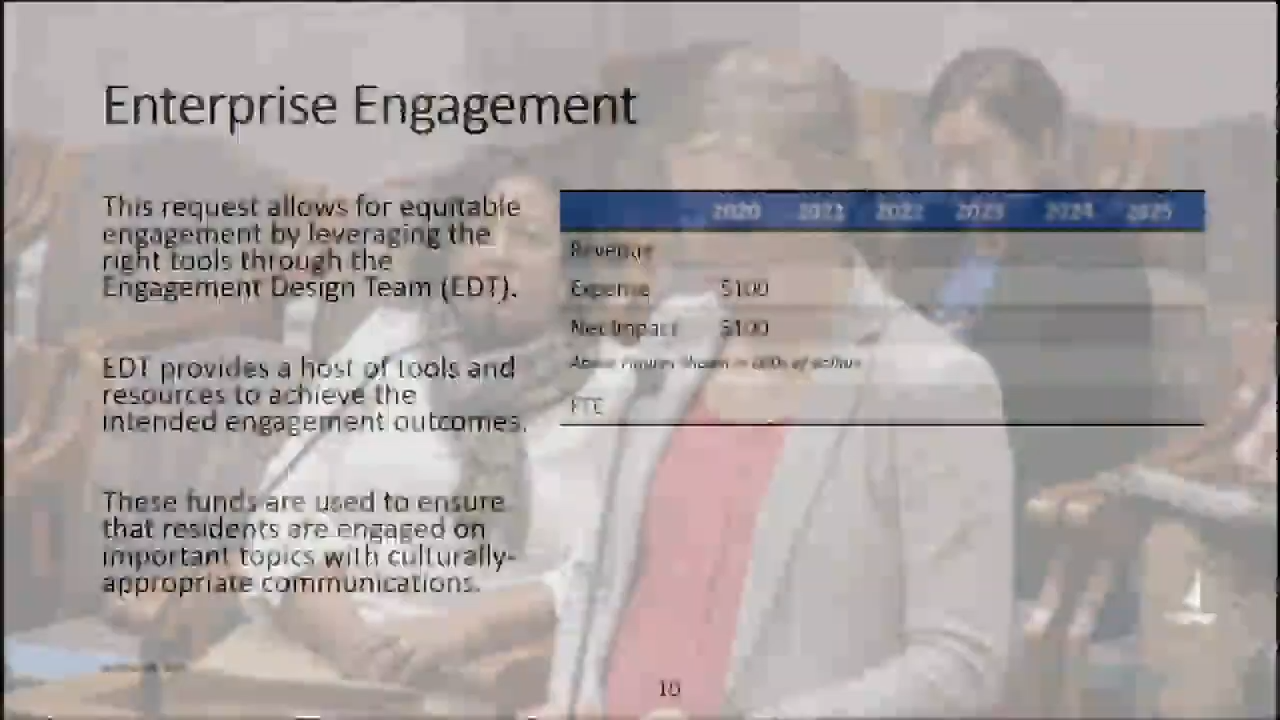 Enterprise Engagement
This request allows for equitable
engagement by leveraging the
right tools through the
Engagement Design Team (EDT).
EDT provides a host of tools and
resources to achieve the
intended engagement outcomes.
These funds are used to ensure
that residents are engaged on
important topics with culturally-
appropriate communications.
2020 2021 2022 2023 2024 2025
Revenue
Expense $100
Net Impact $100
FTE
10